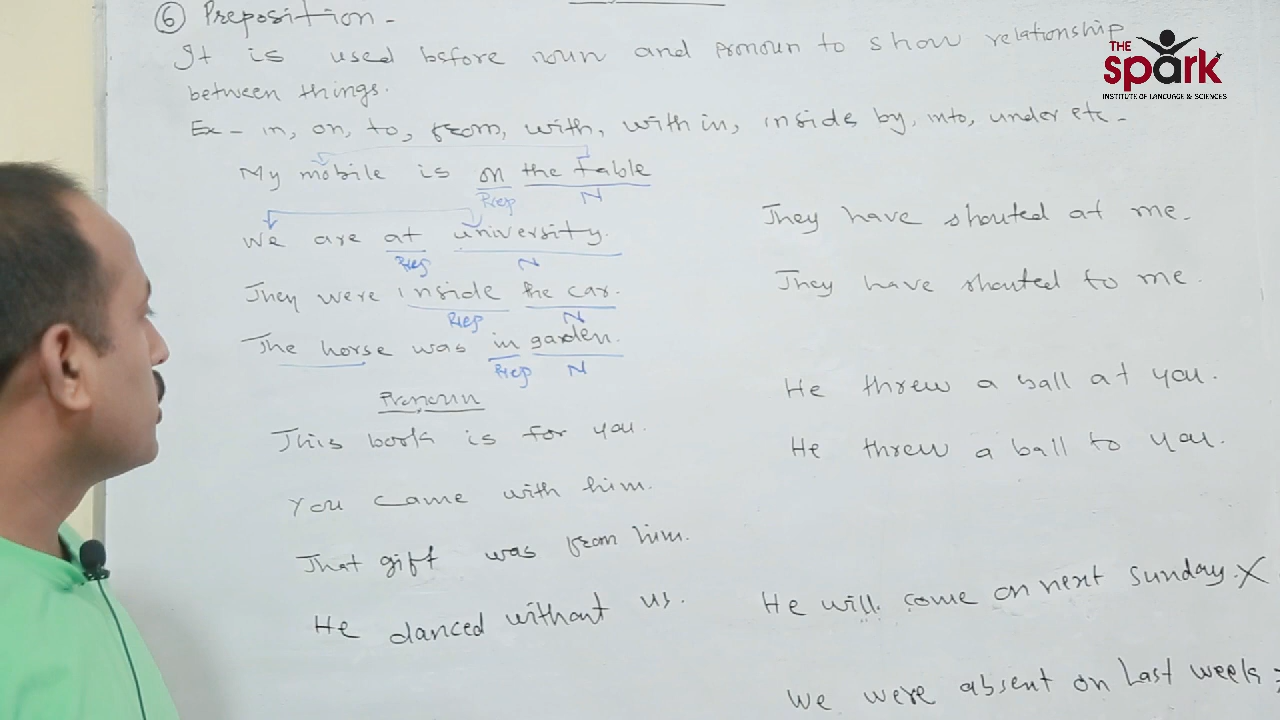 ⑥ Preposition -
It is used before noun and pronoun to show relationship
between things.
Ex - in, on, to, from, with, with in, inside by, into, under etc -
My mobile is on the table
Prep N
We are at university.
Prep N
They were inside the car.
Prep N
The horse was in garden.
Prep N
Pronoun
This book is for you.
You came with him.
That gift was from him.
He danced without us.
They have shouted at me.
They have shouted to me.
He threw a ball at you.
He threw a ball to you.
He will come on next Sunday. X
We were absent on last week
THE
spark
INSTITUTE OF LANGUAGE & SCIENCES